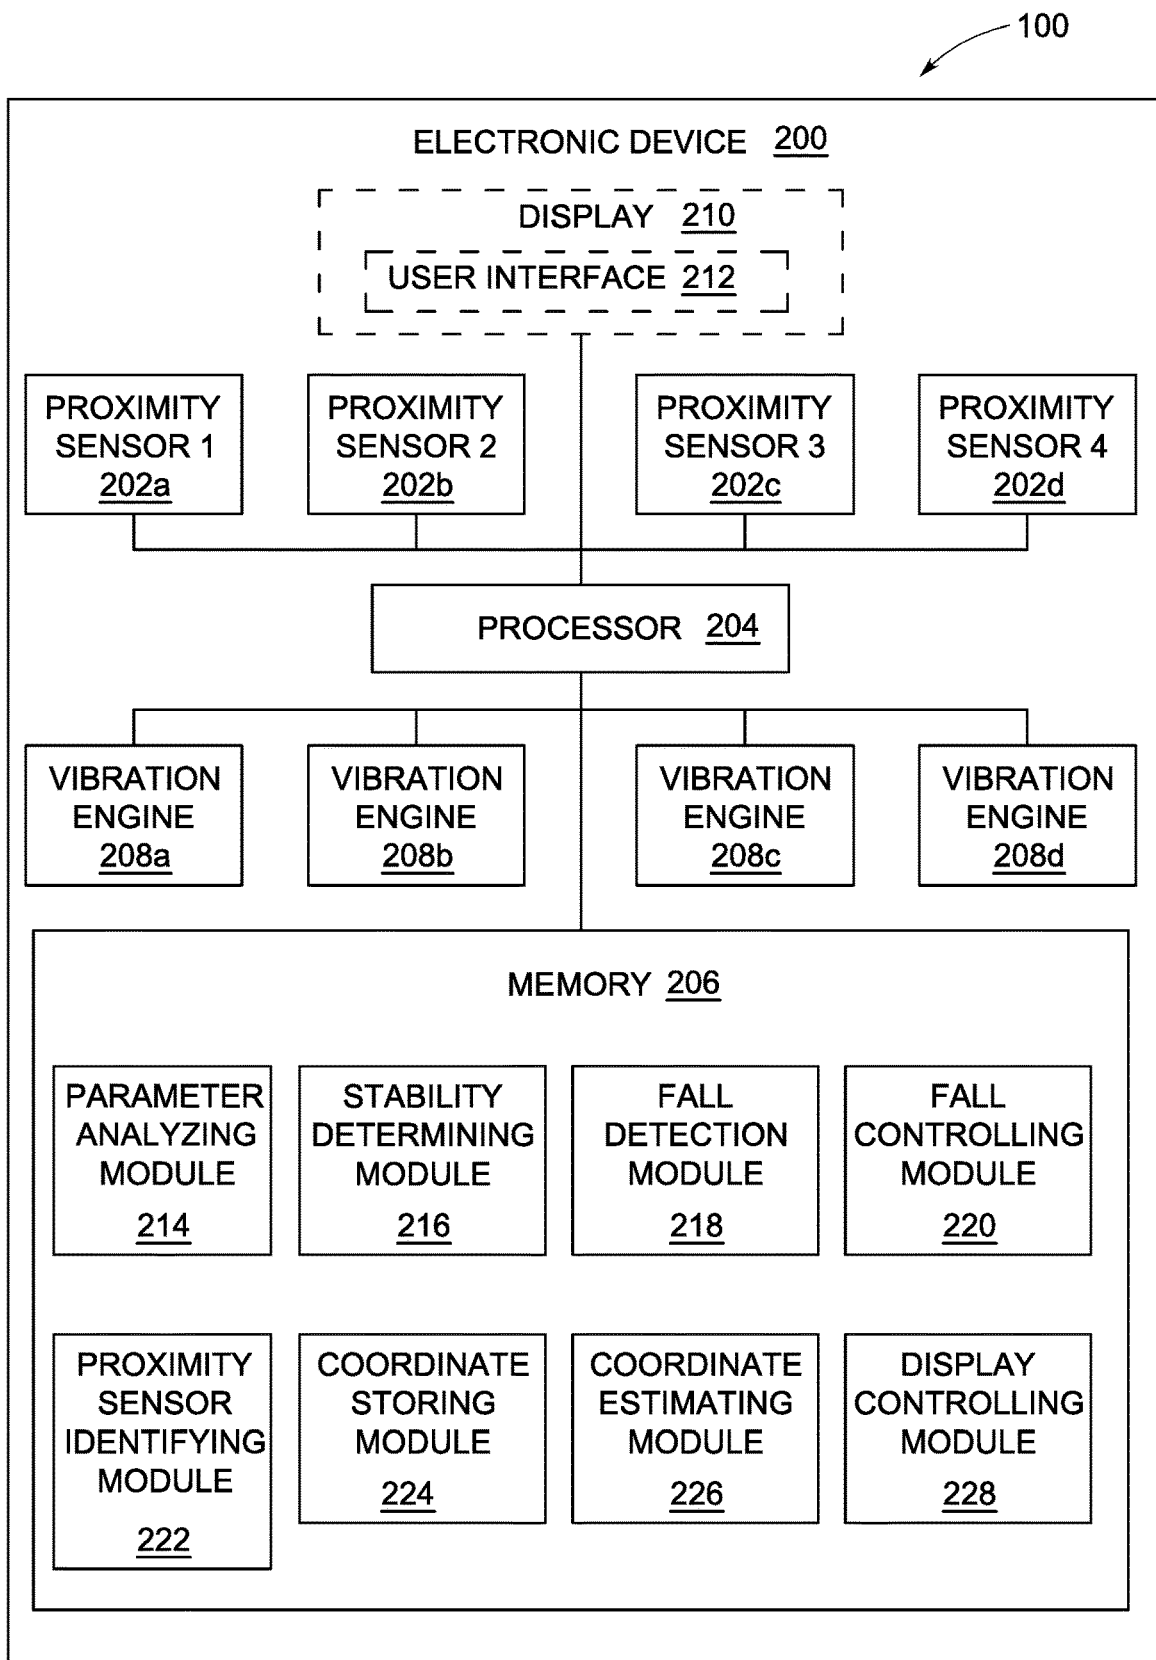 100
ELECTRONIC DEVICE 200
DISPLAY 210
USER INTERFACE 212
PROXIMITY
SENSOR 1
202a
PROXIMITY
SENSOR 2
202b
PROXIMITY
SENSOR 3
202c
PROXIMITY
SENSOR 4
202d
PROCESSOR 204
VIBRATION
ENGINE
208a
VIBRATION
ENGINE
208b
VIBRATION
ENGINE
208c
VIBRATION
ENGINE
208d
MEMORY 206
PARAMETER
ANALYZING
MODULE
214
STABILITY
DETERMINING
MODULE
216
FALL
DETECTION
MODULE
218
FALL
CONTROLLING
MODULE
220
PROXIMITY
SENSOR
IDENTIFYING
MODULE
222
COORDINATE
STORING
MODULE
224
COORDINATE
ESTIMATING
MODULE
226
DISPLAY
CONTROLLING
MODULE
228